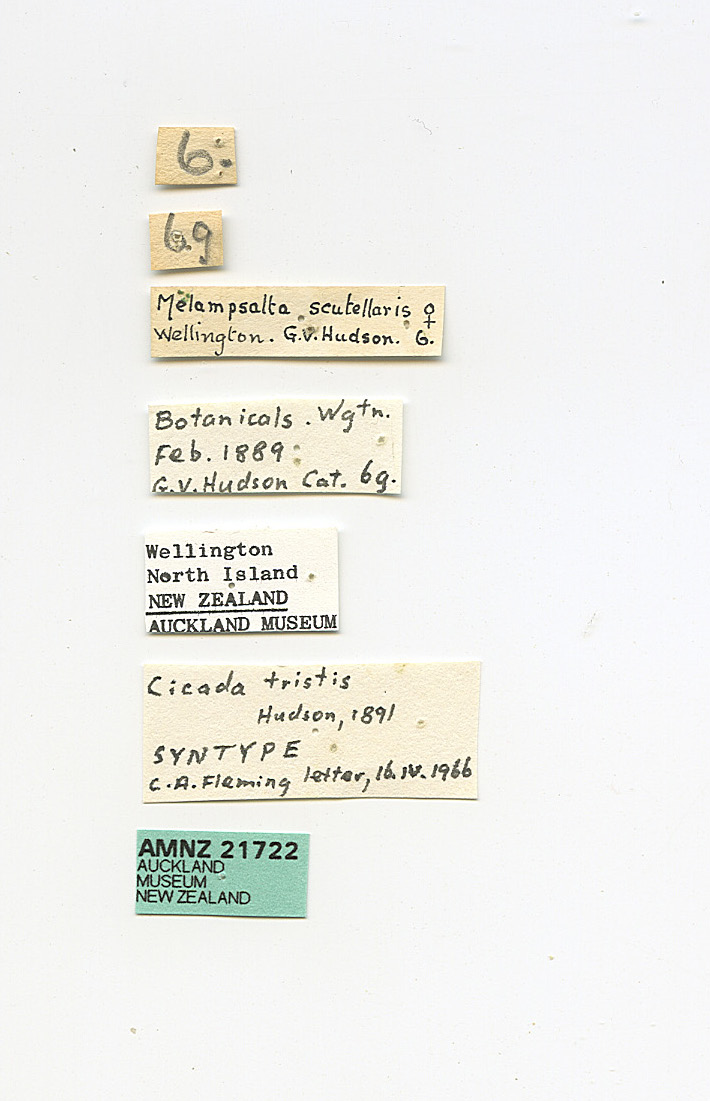 6.
6g
Melampsalta scutellaris ♀
Wellington. G.V. Hudson. 6.
Botanicals. Wgtn.
Feb. 1889
G.V. Hudson Cat. 6g.
Wellington
North Island
NEW ZEALAND
AUCKLAND MUSEUM
Cicada tristis
Hudson, 1891
SYNTYPE
C.A. Fleming letter, 16.IV.1966
AMNZ 21722
AUCKLAND
MUSEUM
NEW ZEALAND